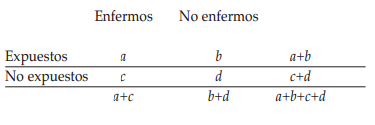 Enfermos No enfermos
Expuestos a b a+b
No expuestos c d c+d
a+c b+d a+b+c+d